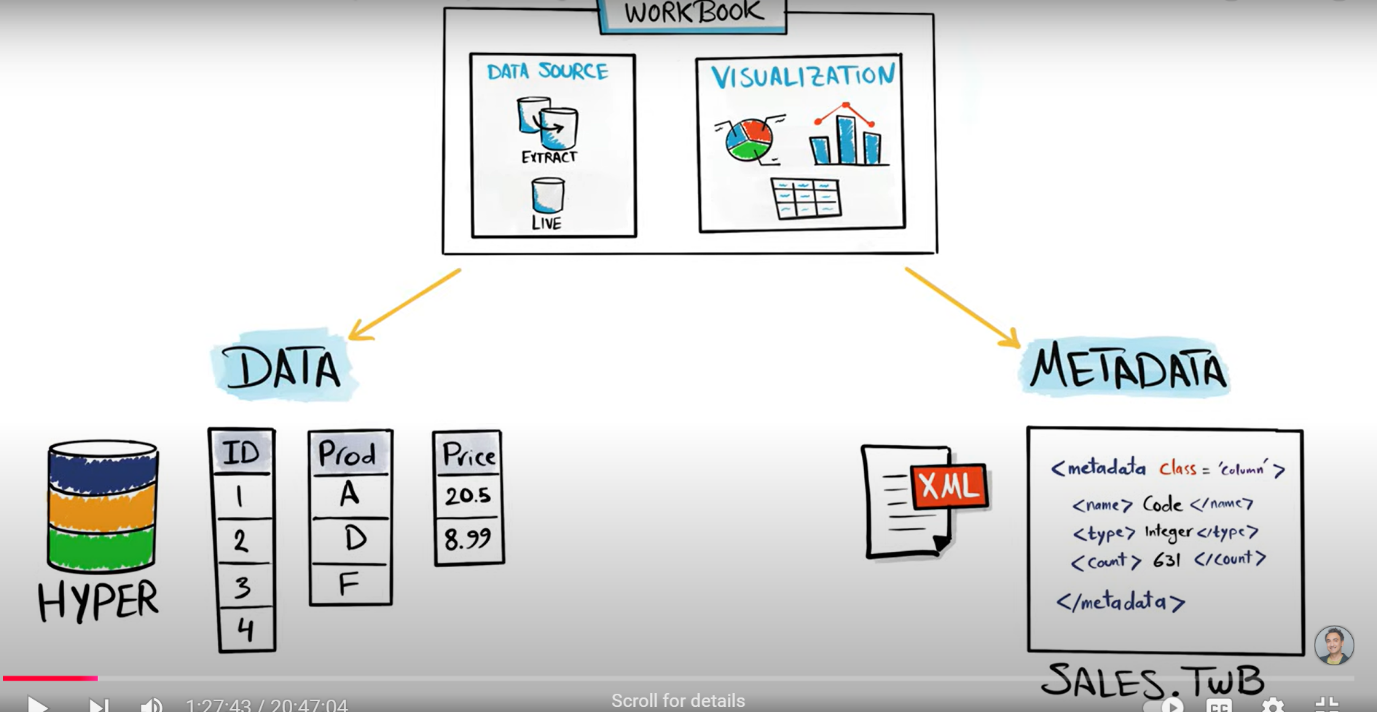 WORKBOOK
DATA SOURCE
EXTRACT
LIVE
VISUALIZATION
DATA
METADATA
HYPER
ID
1
2
3
4
Prod
A
D
F
Price
20.5
8.99
XML
<metadata class = 'column'>
<name> Code </name>
<type> Integer </type>
<count> 631 </count>
</metadata>
SALES.TWB
1:27:43 / 20:47:04
Scroll for details
CC